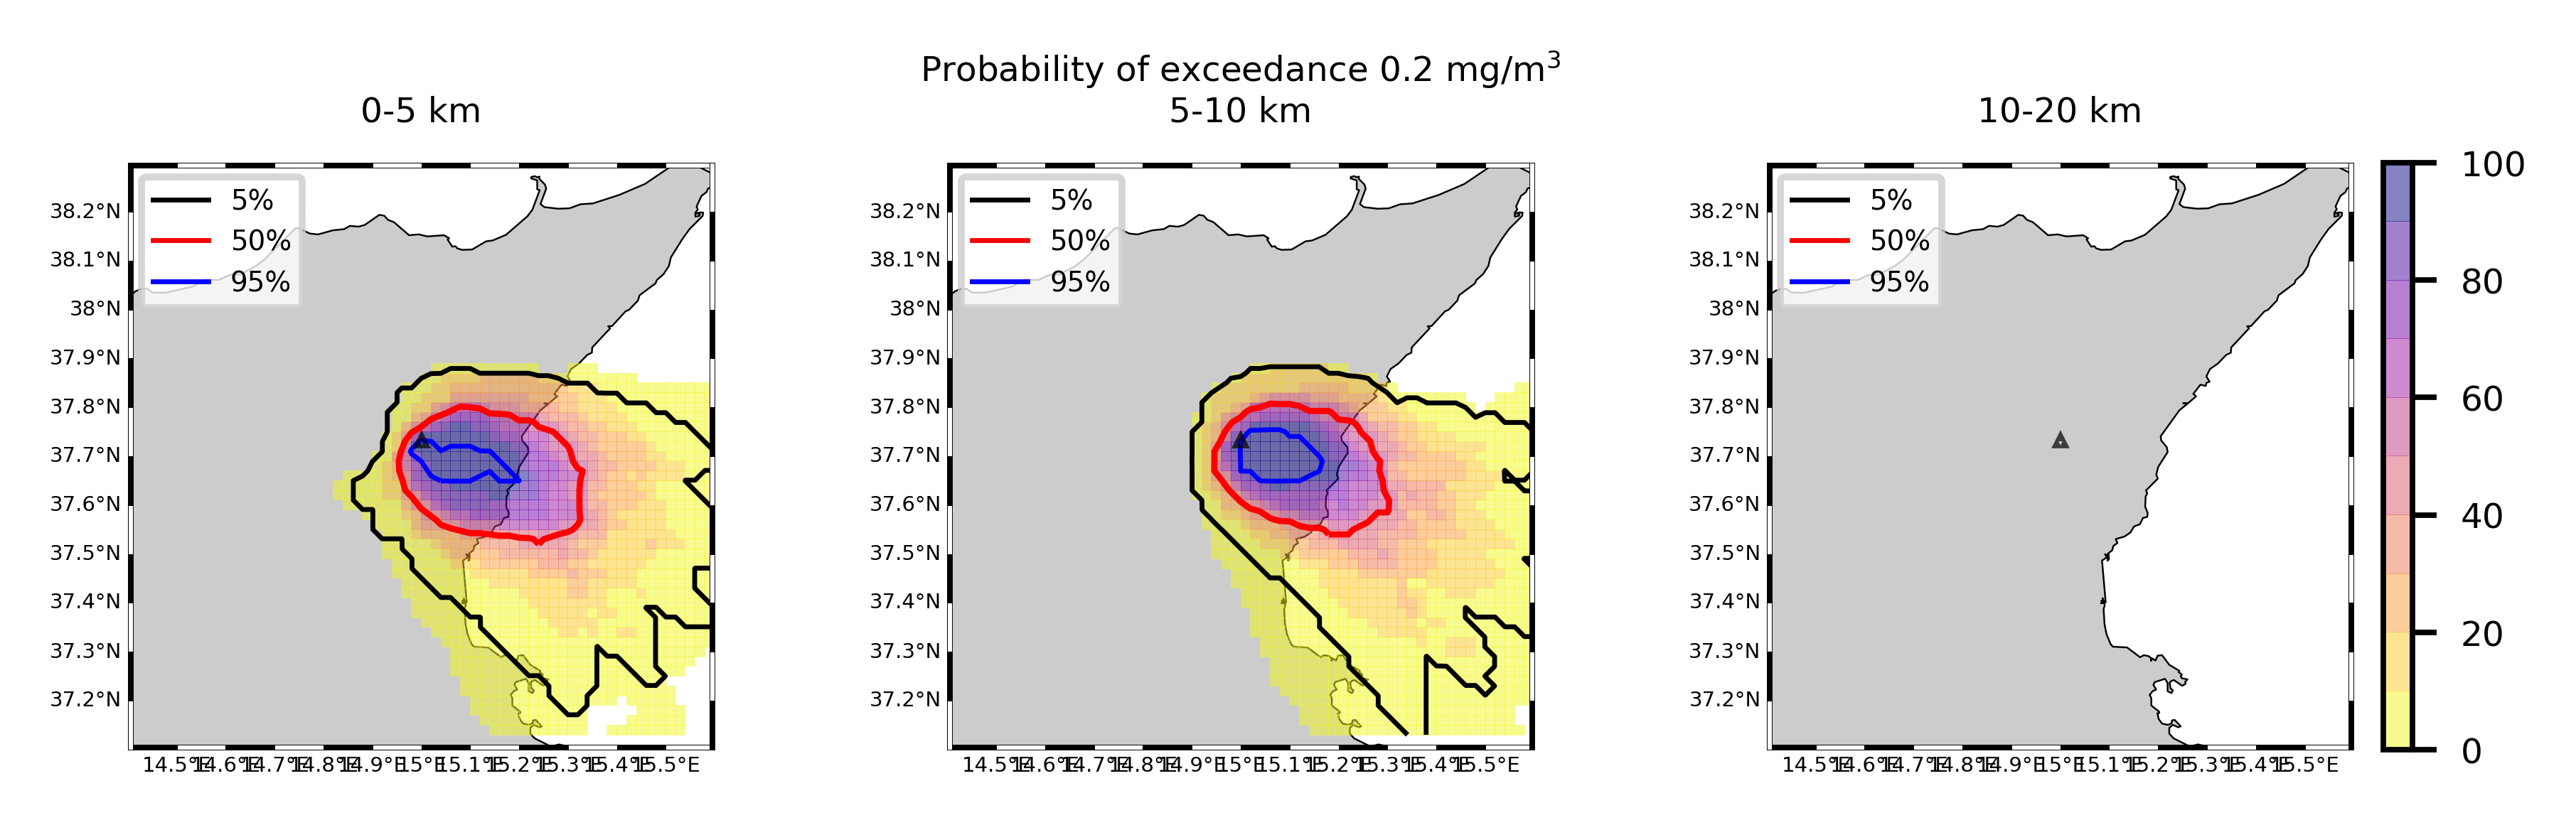 Probability of exceedance 0.2 mg/m³
0-5 km
5-10 km
10-20 km
5%
50%
95%
38.2°N
38.1°N
38°N
37.9°N
37.8°N
37.7°N
37.6°N
37.5°N
37.4°N
37.3°N
37.2°N
14.5°E 14.6°E 14.7°E 14.8°E 14.9°E 15°E 15.1°E 15.2°E 15.3°E 15.4°E 15.5°E
5%
50%
95%
38.2°N
38.1°N
38°N
37.9°N
37.8°N
37.7°N
37.6°N
37.5°N
37.4°N
37.3°N
37.2°N
14.5°E 14.6°E 14.7°E 14.8°E 14.9°E 15°E 15.1°E 15.2°E 15.3°E 15.4°E 15.5°E
5%
50%
95%
38.2°N
38.1°N
38°N
37.9°N
37.8°N
37.7°N
37.6°N
37.5°N
37.4°N
37.3°N
37.2°N
14.5°E 14.6°E 14.7°E 14.8°E 14.9°E 15°E 15.1°E 15.2°E 15.3°E 15.4°E 15.5°E
100
80
60
40
20
0